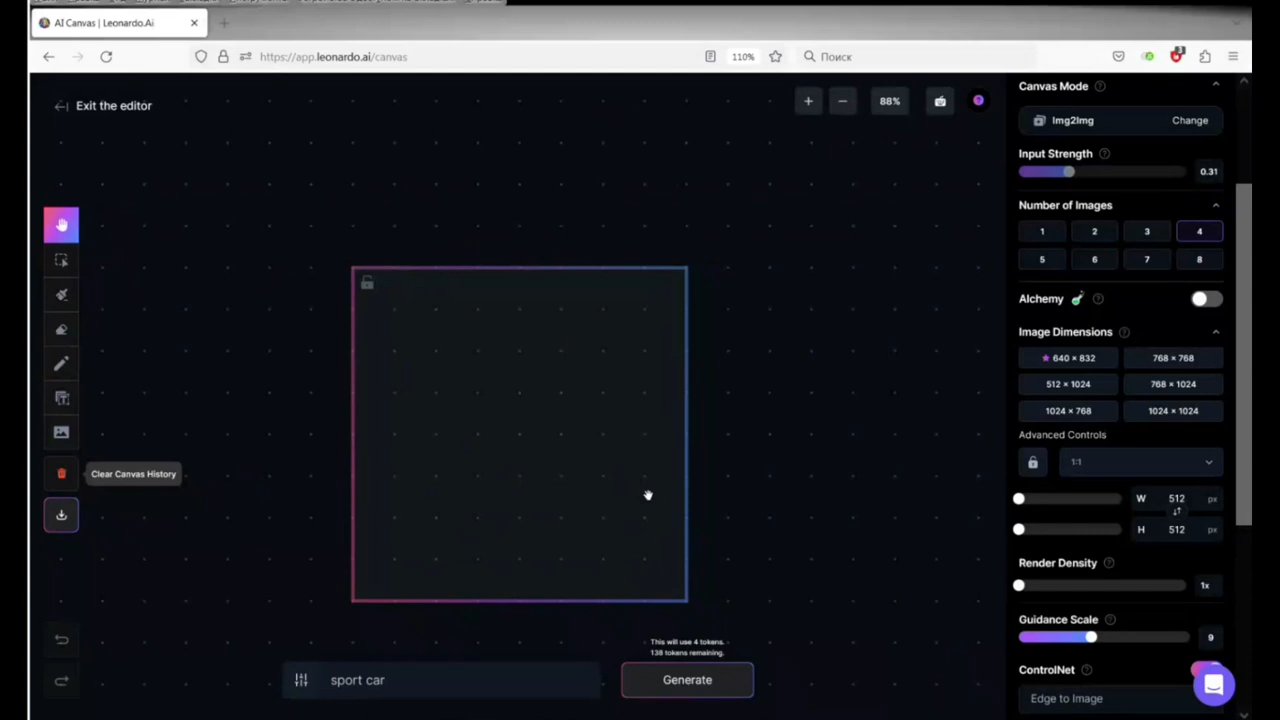 AI Canvas | Leonardo.Ai
https://app.leonardo.ai/canvas
110%
Поиск
3
Exit the editor
88%
Canvas Mode
Img2Img
Change
Input Strength
0.31
Number of Images
1 2 3 4
5 6 7 8
Alchemy
Image Dimensions
640 × 832
768 × 768
512 × 1024
768 × 1024
1024 × 768
1024 × 1024
Advanced Controls
1:1
W 512 px
H 512 px
Render Density
1x
Guidance Scale
9
ControlNet
Edge to Image
Clear Canvas History
This will use 4 tokens.
138 tokens remaining.
sport car
Generate